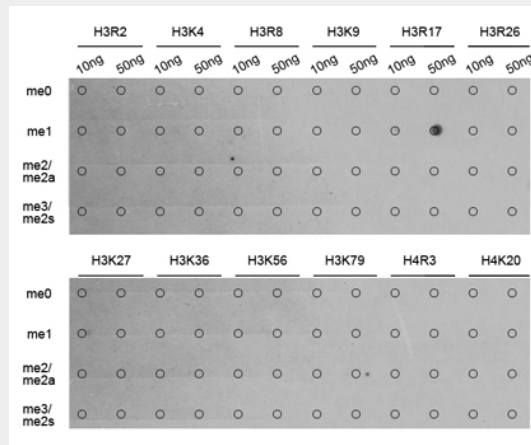 H3R2 H3K4 H3R8 H3K9 H3R17 H3R26
10ng 50ng 10ng 50ng 10ng 50ng 10ng 50ng 10ng 50ng 10ng 50ng
me0
me1
me2/
me2a
me3/
me2s
H3K27 H3K36 H3K56 H3K79 H4R3 H4K20
me0
me1
me2/
me2a
me3/
me2s